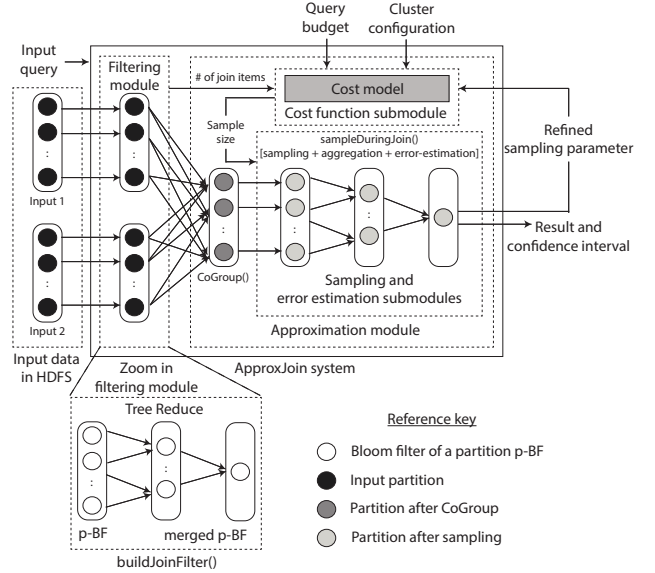 Query
budget
Cluster
configuration
Input
query
Filtering
module
# of join items
Cost model
Cost function submodule
Sample
size
sampleDuringJoin()
[sampling + aggregation + error-estimation]
Refined
sampling parameter
Input 1
Result and
confidence interval
CoGroup()
Sampling and
error estimation submodules
Input 2
Approximation module
Input data
in HDFS
Zoom in
filtering module
ApproxJoin system
Tree Reduce
p-BF
merged p-BF
buildJoinFilter()
Reference key
Bloom filter of a partition p-BF
Input partition
Partition after CoGroup
Partition after sampling